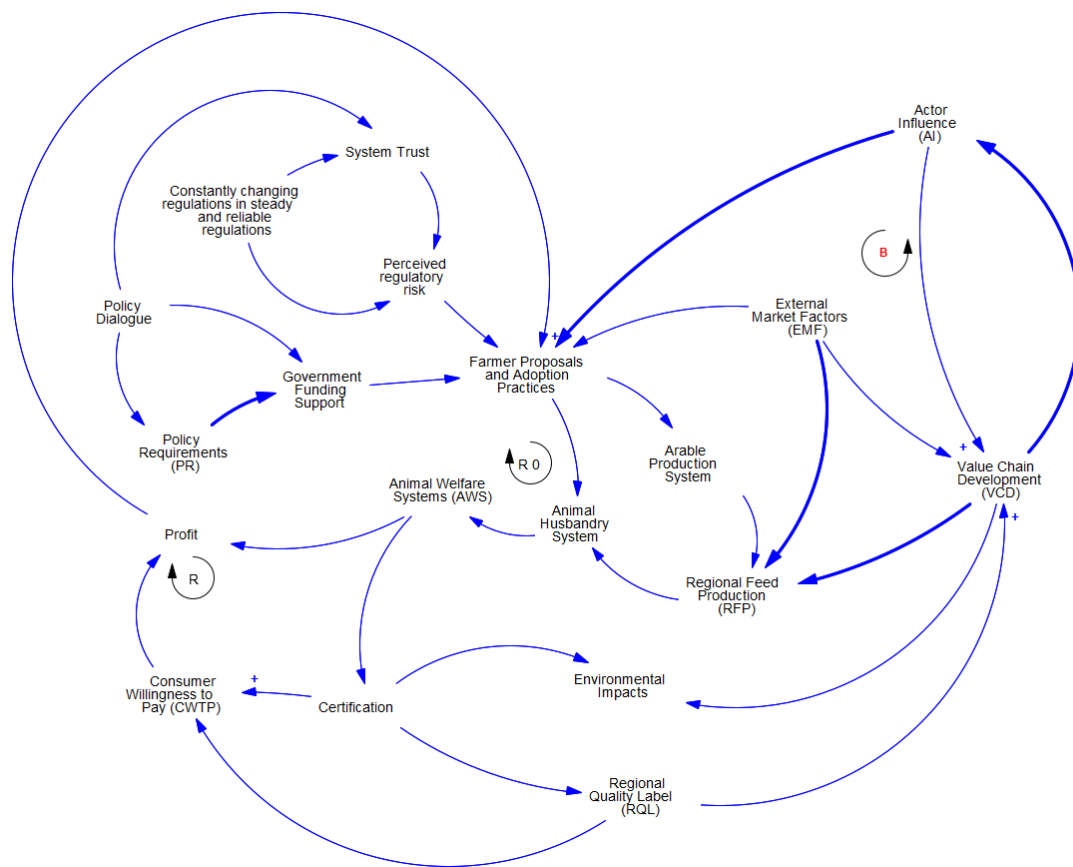 Actor
Influence
(AI)
System Trust
Constantly changing
regulations in steady
and reliable
regulations
B
Perceived
regulatory
risk
Policy
Dialogue
External
Market Factors
(EMF)
+
Farmer Proposals
and Adoption
Practices
Government
Funding
Support
Policy
Requirements
(PR)
Arable
Production
System
+
Value Chain
Development
(VCD)
+
R 0
Animal Welfare
Systems (AWS)
Animal
Husbandry
System
Profit
R
Regional Feed
Production
(RFP)
Consumer
Willingness to
Pay (CWTP)
+
Certification
Environmental
Impacts
Regional
Quality Label
(RQL)